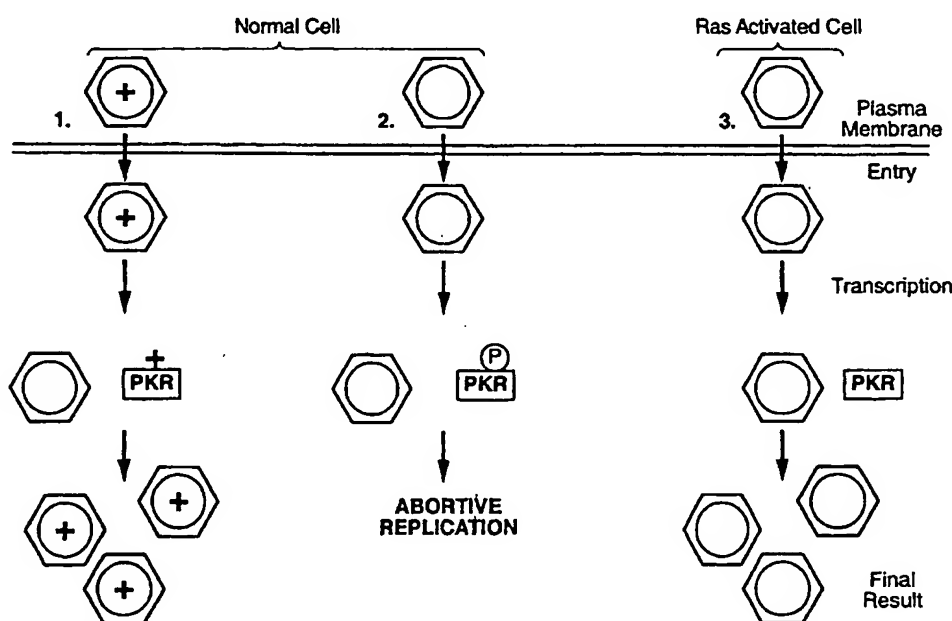 Normal Cell
Ras Activated Cell
+
1.
2.
3.
Plasma
Membrane
Entry
+
Transcription
+
PKR
P
PKR
PKR
+
+
+
ABORTIVE
REPLICATION
Final
Result